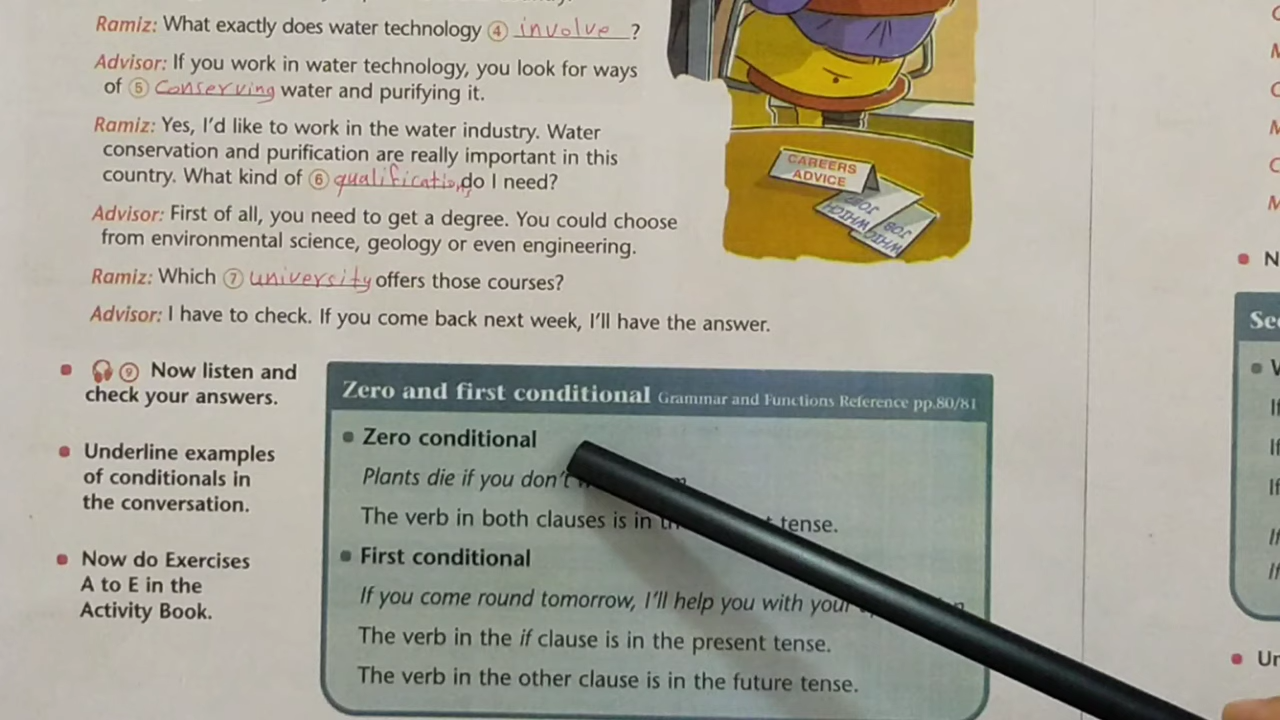 Ramiz: What exactly does water technology ④ involve ?
Advisor: If you work in water technology, you look for ways
of ⑤ Conserving water and purifying it.
Ramiz: Yes, I'd like to work in the water industry. Water
conservation and purification are really important in this
country. What kind of ⑥ qualifications do I need?
Advisor: First of all, you need to get a degree. You could choose
from environmental science, geology or even engineering.
Ramiz: Which ⑦ university offers those courses?
Advisor: I have to check. If you come back next week, I'll have the answer.
CAREERS
ADVICE
WHICH
JOB
WHICH
JOB
⑨ Now listen and
check your answers.
Underline examples
of conditionals in
the conversation.
Now do Exercises
A to E in the
Activity Book.
Zero and first conditional Grammar and Functions Reference pp.80/81
Zero conditional
Plants die if you don't
The verb in both clauses is in tense.
First conditional
If you come round tomorrow, I'll help you with your
The verb in the if clause is in the present tense.
The verb in the other clause is in the future tense.